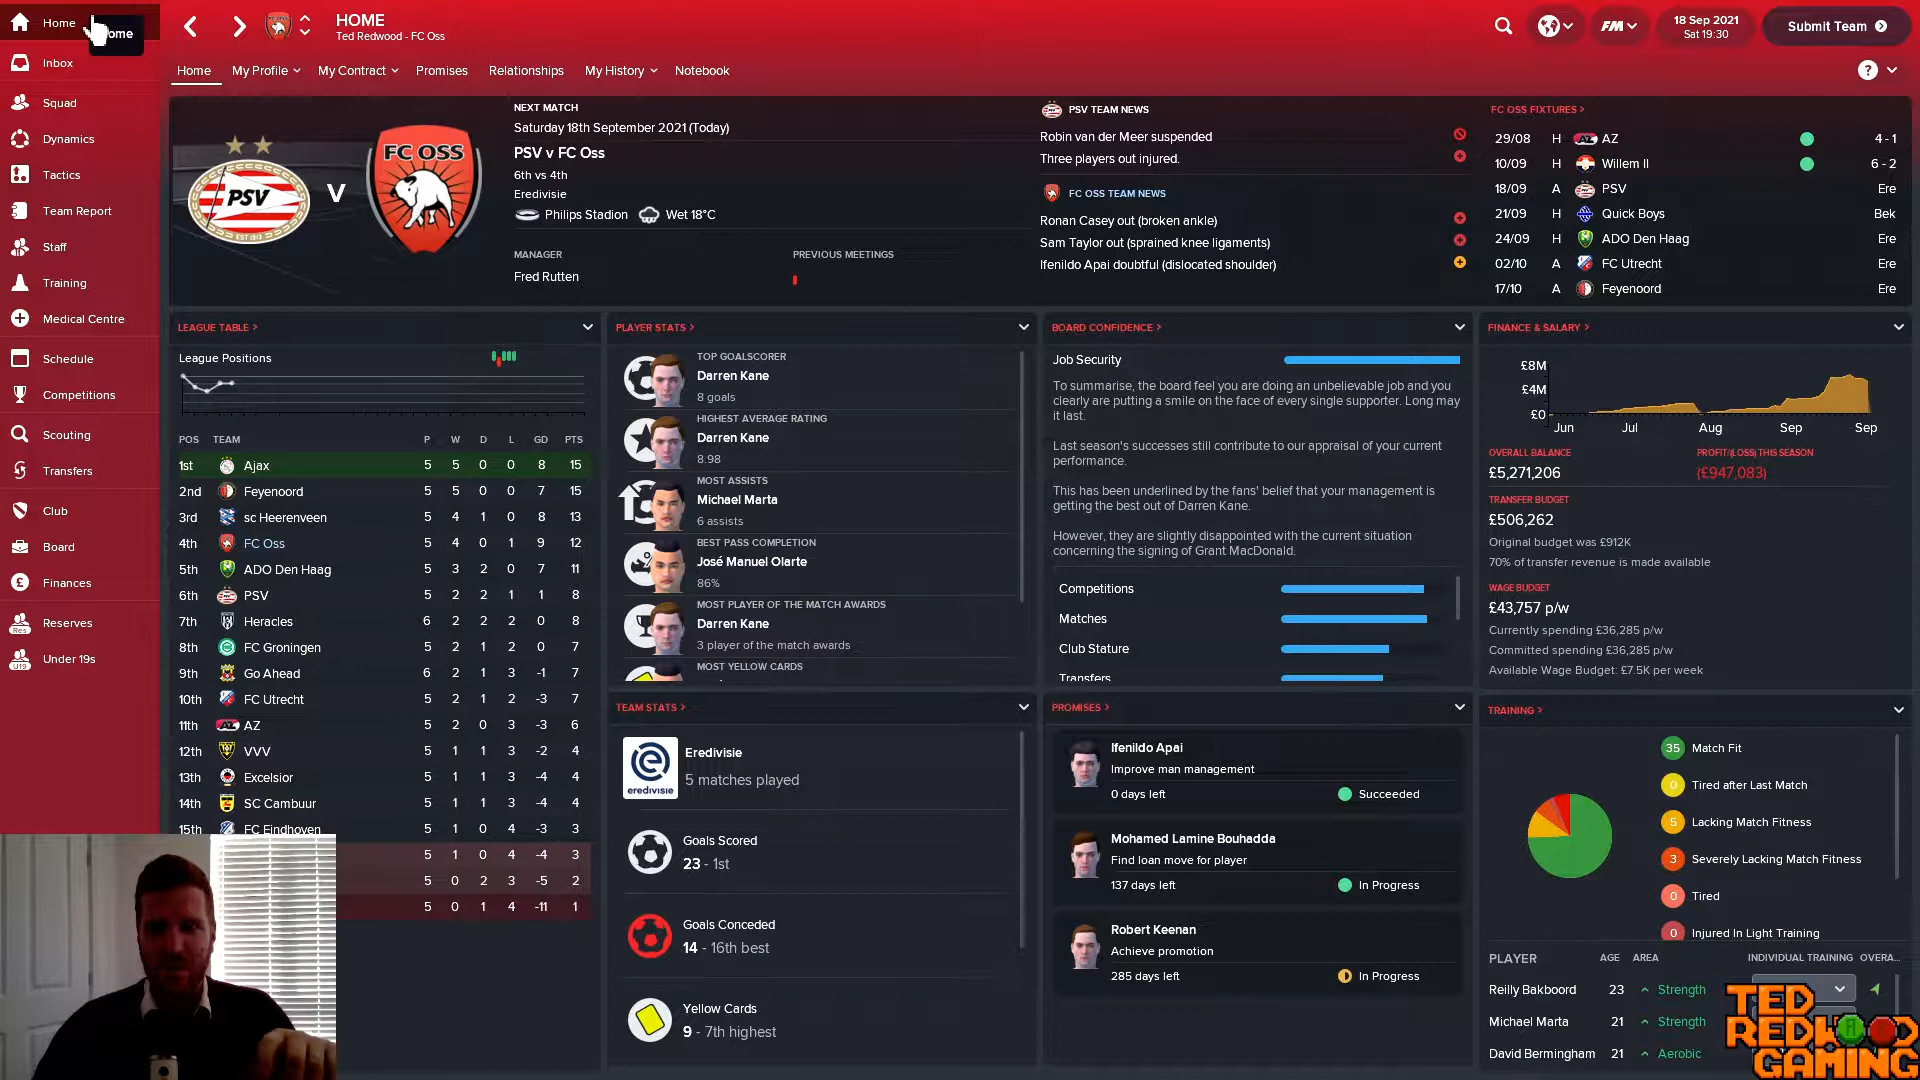 Home
ome
Inbox
Squad
Dynamics
Tactics
Team Report
Staff
Training
Medical Centre
Schedule
Competitions
Scouting
Transfers
Club
Board
£ Finances
Res Reserves
U19 Under 19s
HOME
Ted Redwood - FC Oss
FM
18 Sep 2021
Sat 19:30
Submit Team
Home My Profile My Contract Promises Relationships My History Notebook
?
PSV
V
FC OSS
NEXT MATCH
Saturday 18th September 2021 (Today)
PSV v FC Oss
6th vs 4th
Eredivisie
Philips Stadion Wet 18°C
MANAGER
Fred Rutten
PREVIOUS MEETINGS
PSV TEAM NEWS
Robin van der Meer suspended
Three players out injured.
FC OSS TEAM NEWS
Ronan Casey out (broken ankle)
Sam Taylor out (sprained knee ligaments)
Ifenildo Apai doubtful (dislocated shoulder)
FC OSS FIXTURES >
29/08 H AZ 4 - 1
10/09 H Willem II 6 - 2
18/09 A PSV Ere
21/09 H Quick Boys Bek
24/09 H ADO Den Haag Ere
02/10 A FC Utrecht Ere
17/10 A Feyenoord Ere
LEAGUE TABLE >
League Positions
POS TEAM P W D L GD PTS
1st Ajax 5 5 0 0 8 15
2nd Feyenoord 5 5 0 0 7 15
3rd sc Heerenveen 5 4 1 0 8 13
4th FC Oss 5 4 0 1 9 12
5th ADO Den Haag 5 3 2 0 7 11
6th PSV 5 2 2 1 1 8
7th Heracles 6 2 2 2 0 8
8th FC Groningen 5 2 1 2 0 7
9th Go Ahead 6 2 1 3 -1 7
10th FC Utrecht 5 2 1 2 -3 7
11th AZ 5 2 0 3 -3 6
12th VVV 5 1 1 3 -2 4
13th Excelsior 5 1 1 3 -4 4
14th SC Cambuur 5 1 1 3 -4 4
15th FC Eindhoven 5 1 0 4 -3 3
5 1 0 4 -4 3
5 0 2 3 -5 2
5 0 1 4 -11 1
PLAYER STATS >
TOP GOALSCORER
Darren Kane
8 goals
HIGHEST AVERAGE RATING
Darren Kane
8.98
MOST ASSISTS
Michael Marta
6 assists
BEST PASS COMPLETION
José Manuel Olarte
86%
MOST PLAYER OF THE MATCH AWARDS
Darren Kane
3 player of the match awards
MOST YELLOW CARDS
TEAM STATS >
eredivisie
Eredivisie
5 matches played
Goals Scored
23 - 1st
Goals Conceded
14 - 16th best
Yellow Cards
9 - 7th highest
BOARD CONFIDENCE >
Job Security
To summarise, the board feel you are doing an unbelievable job and you
clearly are putting a smile on the face of every single supporter. Long may
it last.
Last season's successes still contribute to our appraisal of your current
performance.
This has been underlined by the fans' belief that your management is
getting the best out of Darren Kane.
However, they are slightly disappointed with the current situation
concerning the signing of Grant MacDonald.
Competitions
Matches
Club Stature
Transfers
PROMISES >
Ifenildo Apai
Improve man management
0 days left Succeeded
Mohamed Lamine Bouhadda
Find loan move for player
137 days left In Progress
Robert Keenan
Achieve promotion
285 days left In Progress
FINANCE & SALARY >
£8M
£4M
£0
Jun Jul Aug Sep Sep
OVERALL BALANCE
£5,271,206
PROFIT/(LOSS) THIS SEASON
(£947,083)
TRANSFER BUDGET
£506,262
Original budget was £912K
70% of transfer revenue is made available
WAGE BUDGET
£43,757 p/w
Currently spending £36,285 p/w
Committed spending £36,285 p/w
Available Wage Budget: £7.5K per week
TRAINING >
35 Match Fit
0 Tired after Last Match
5 Lacking Match Fitness
3 Severely Lacking Match Fitness
0 Tired
0 Injured In Light Training
PLAYER AGE AREA INDIVIDUAL TRAINING OVERA...
Reilly Bakboord 23 Strength
Michael Marta 21 Strength
David Bermingham 21 Aerobic
TED
REDWOOD
GAMING